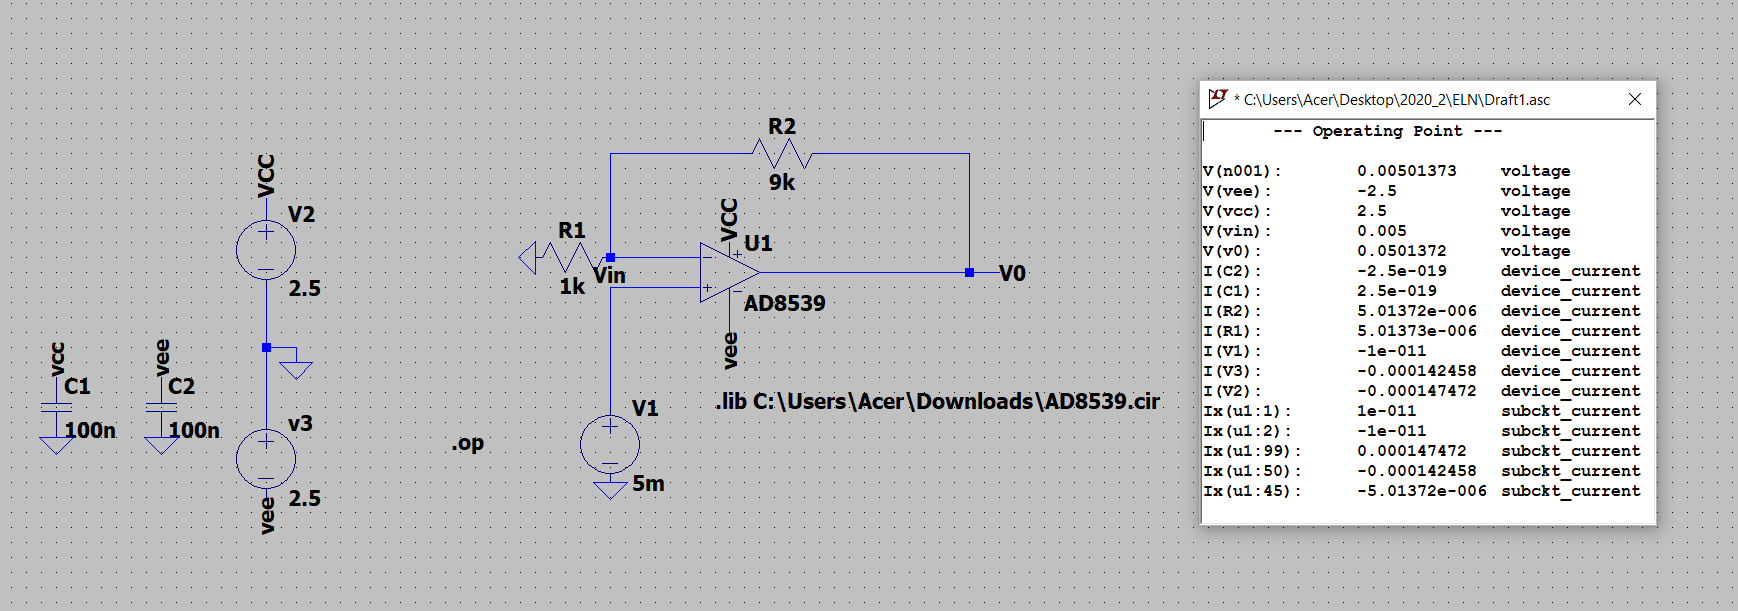 VCC
V2
2.5
v3
2.5
vee
vcc
C1
100n
vee
C2
100n
.op
R2
9k
R1
1k
Vin
VCC
U1
AD8539
vee
V0
V1
5m
.lib C:\Users\Acer\Downloads\AD8539.cir
* C:\Users\Acer\Desktop\2020_2\ELN\Draft1.asc
--- Operating Point ---
V(n001): 0.00501373 voltage
V(vee): -2.5 voltage
V(vcc): 2.5 voltage
V(vin): 0.005 voltage
V(v0): 0.0501372 voltage
I(C2): -2.5e-019 device_current
I(C1): 2.5e-019 device_current
I(R2): 5.01372e-006 device_current
I(R1): 5.01373e-006 device_current
I(V1): -1e-011 device_current
I(V3): -0.000142458 device_current
I(V2): -0.000147472 device_current
Ix(u1:1): 1e-011 subckt_current
Ix(u1:2): -1e-011 subckt_current
Ix(u1:99): 0.000147472 subckt_current
Ix(u1:50): -0.000142458 subckt_current
Ix(u1:45): -5.01372e-006 subckt_current